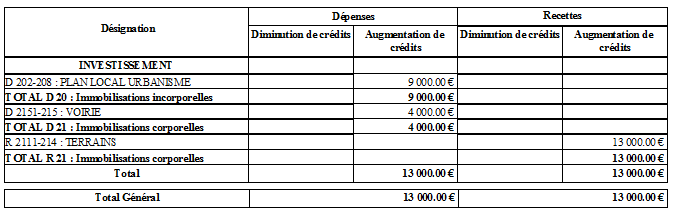 Désignation Dépenses Recettes
Diminution de crédits Augmentation de crédits Diminution de crédits Augmentation de crédits
INVESTISSEMENT
D 202-208 : PLAN LOCAL URBANISME 9 000.00 €
TOTAL D 20 : Immobilisations incorporelles 9 000.00 €
D 2151-215 : VOIRIE 4 000.00 €
TOTAL D 21 : Immobilisations corporelles 4 000.00 €
R 2111-214 : TERRAINS 13 000.00 €
TOTAL R 21 : Immobilisations corporelles 13 000.00 €
Total 13 000.00 € 13 000.00 €
Total Général 13 000.00 € 13 000.00 €